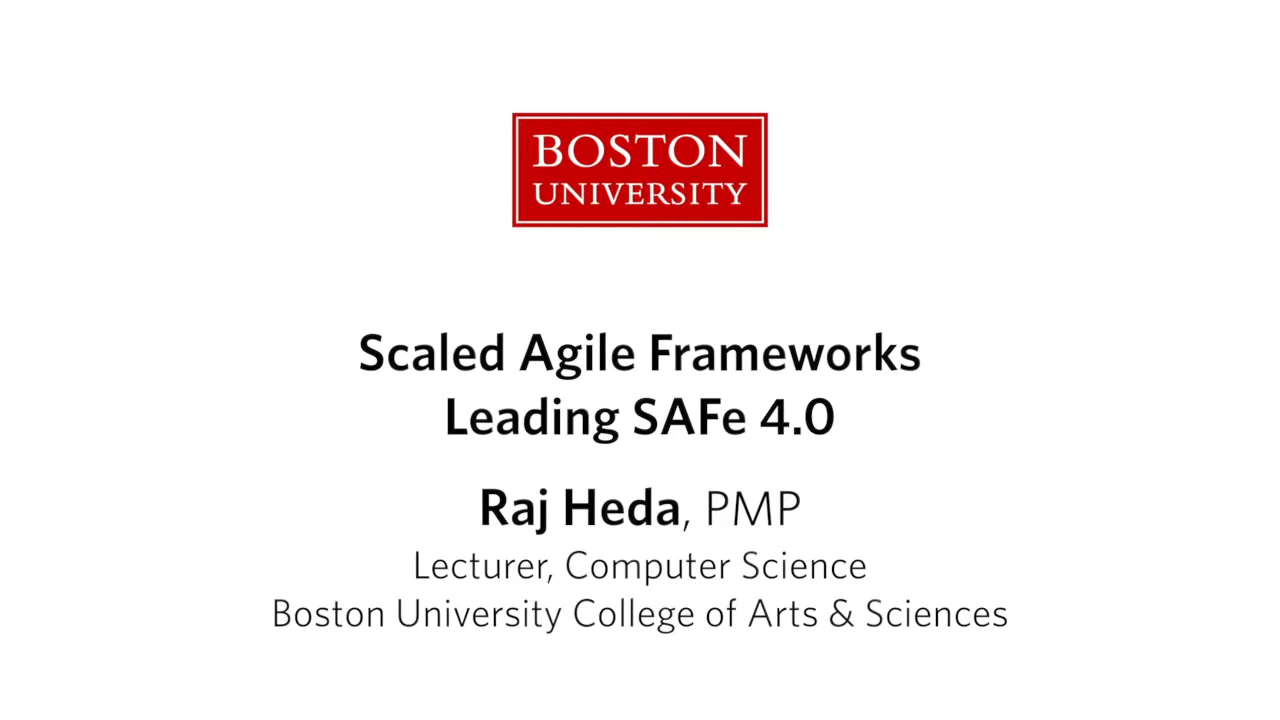 BOSTON
UNIVERSITY
Scaled Agile Frameworks
Leading SAFe 4.0
Raj Heda, PMP
Lecturer, Computer Science
Boston University College of Arts & Sciences